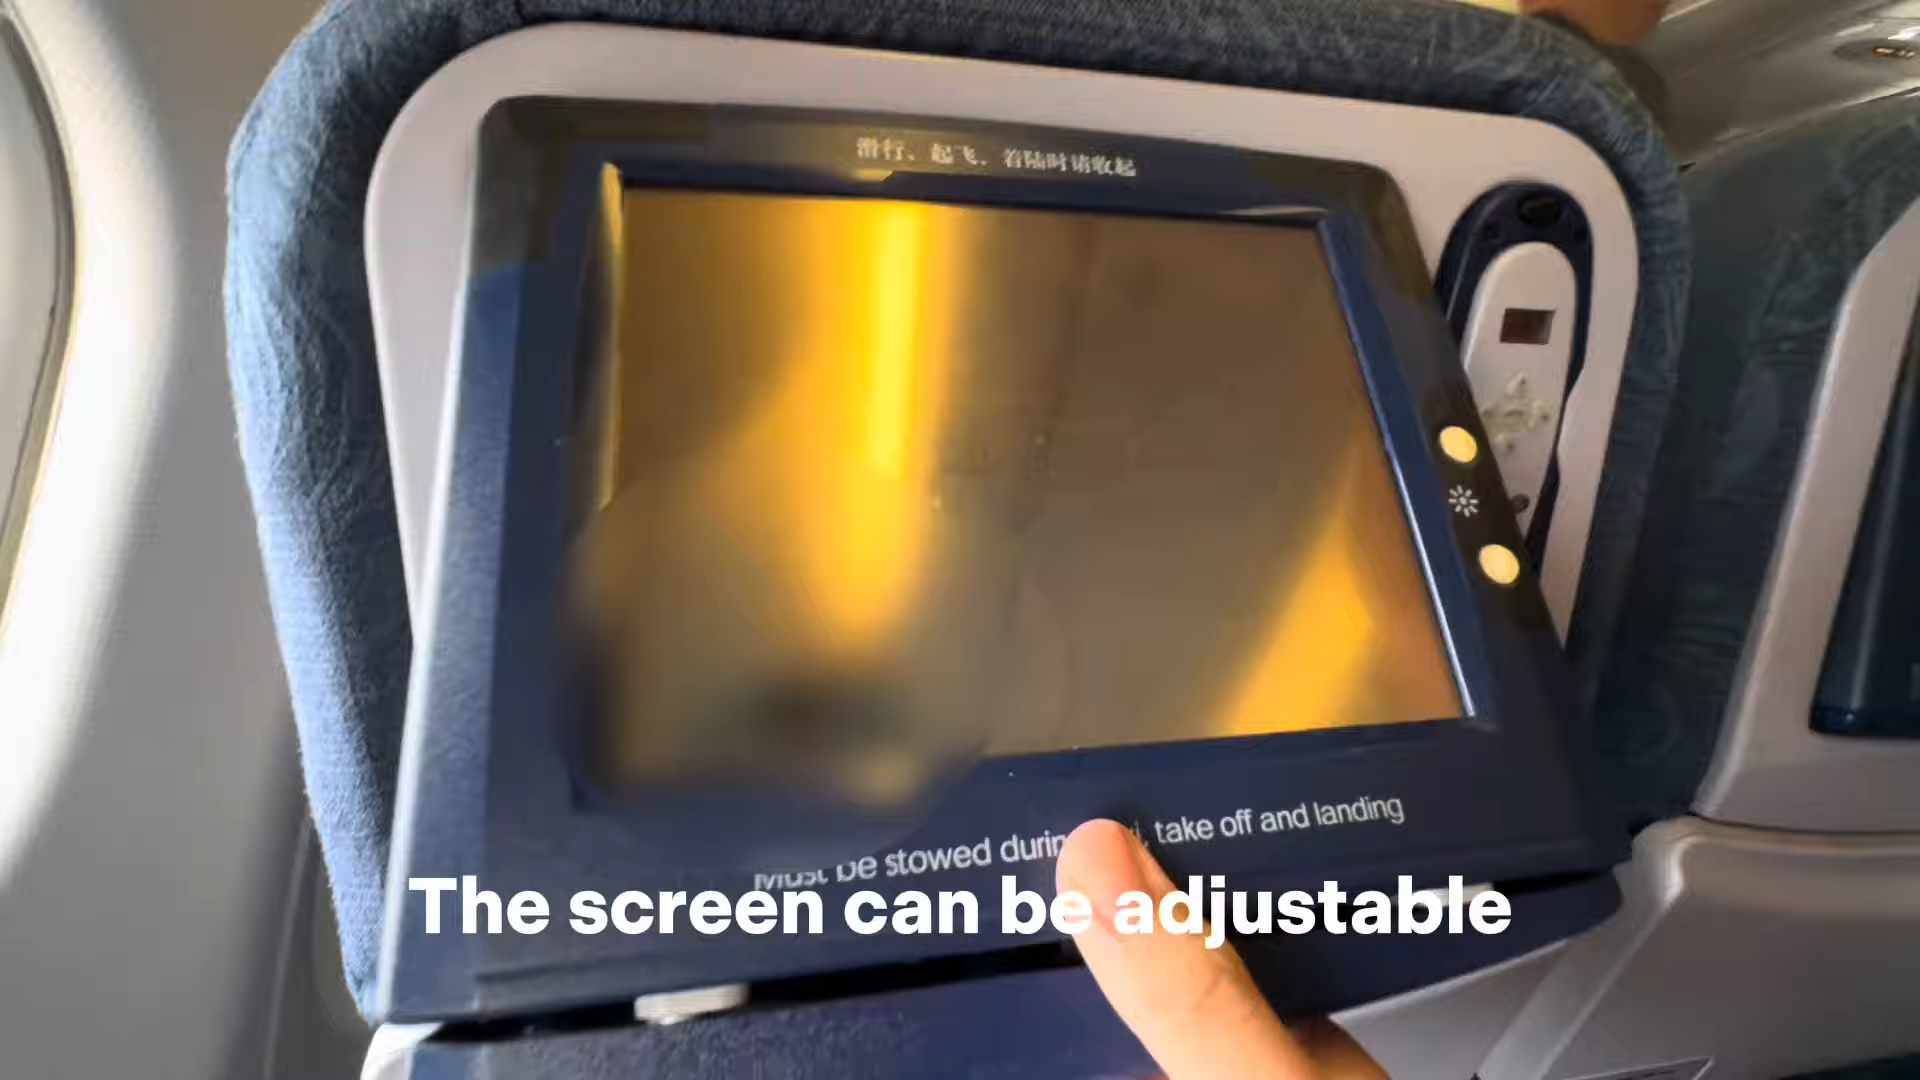 滑行、起飞、着陆时请收起
Must be stowed during take off and landing
The screen can be adjustable